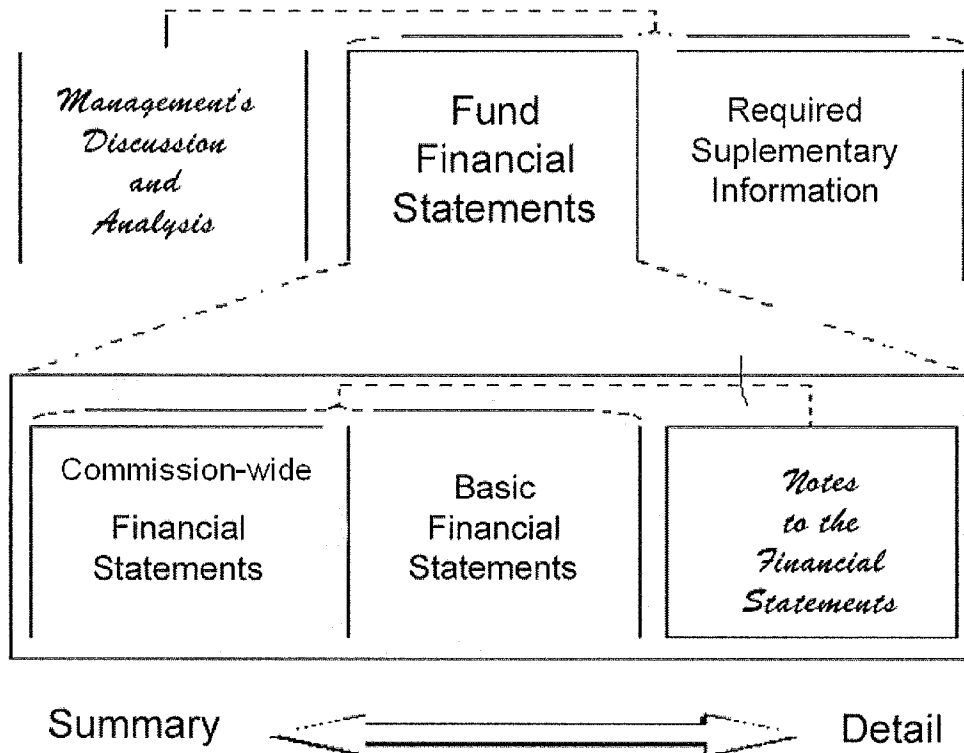 Management's
Discussion
and
Analysis
Fund
Financial
Statements
Required
Suplementary
Information
Commission-wide
Financial
Statements
Basic
Financial
Statements
Notes
to the
Financial
Statements
Summary
Detail